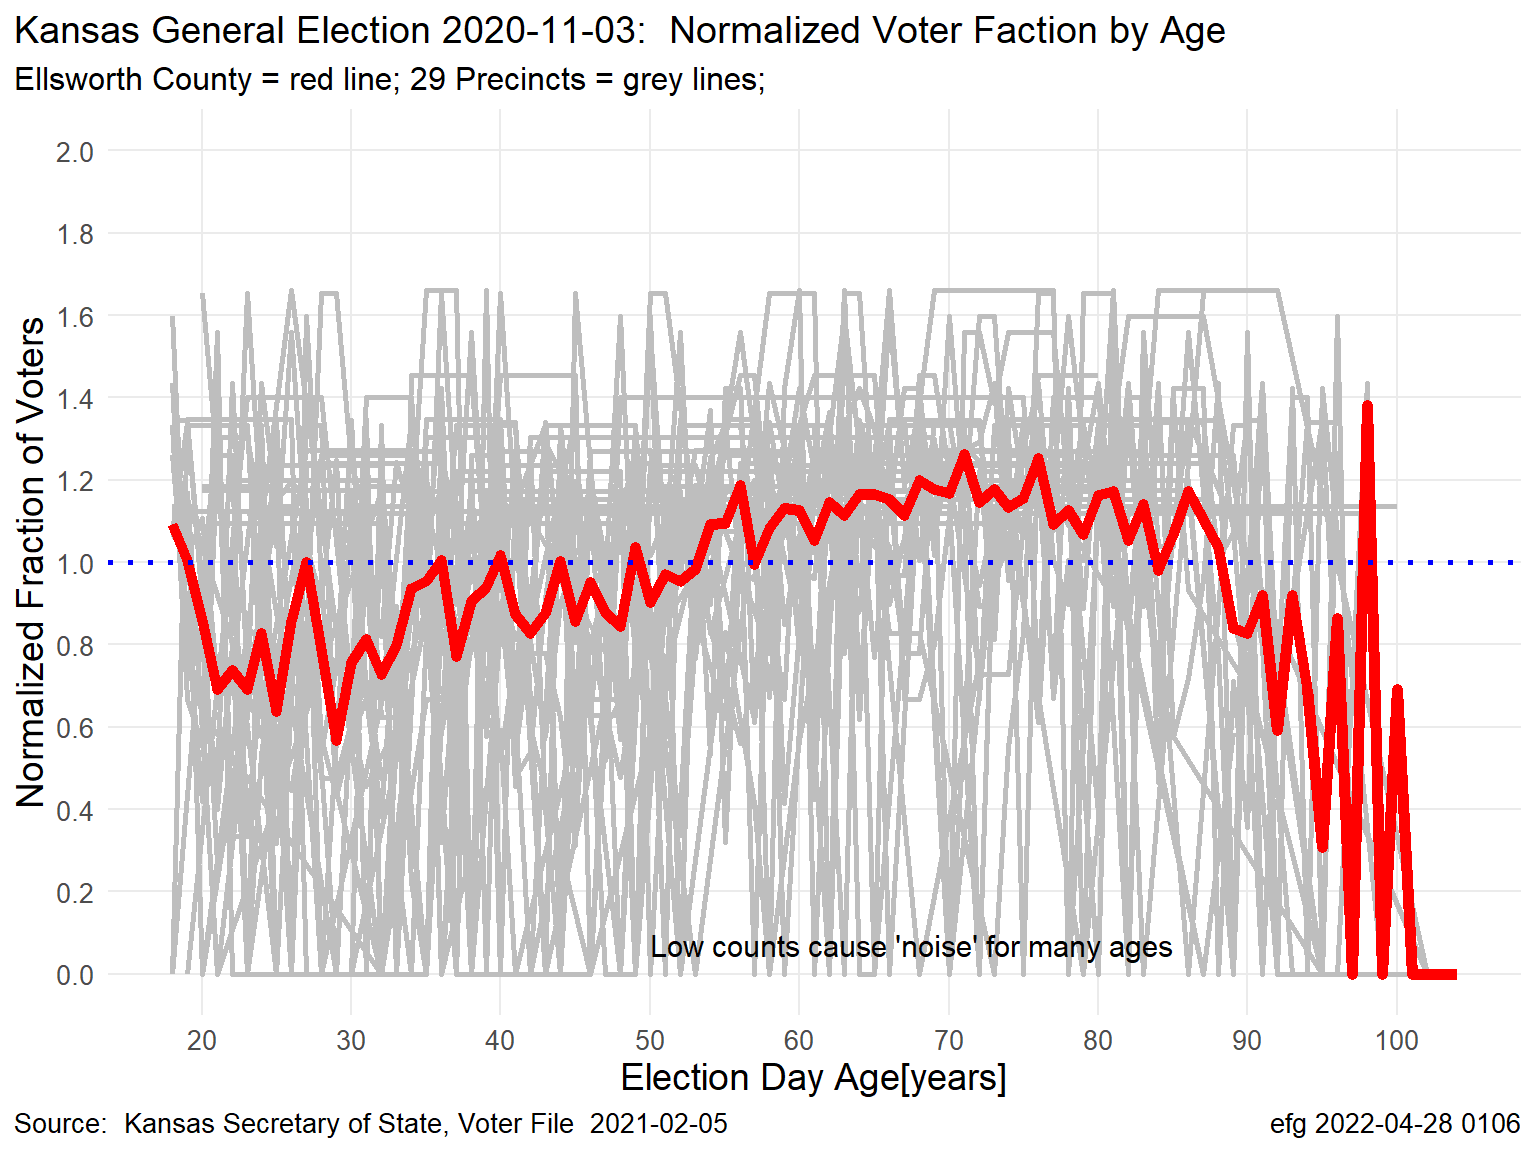 Kansas General Election 2020-11-03:  Normalized Voter Faction by Age
Ellsworth County = red line; 29 Precincts = grey lines;
Normalized Fraction of Voters
2.0
1.8
1.6
1.4
1.2
1.0
0.8
0.6
0.4
0.2
0.0
Low counts cause 'noise' for many ages
20 30 40 50 60 70 80 90 100
Election Day Age[years]
Source:  Kansas Secretary of State, Voter File  2021-02-05
efg 2022-04-28 0106